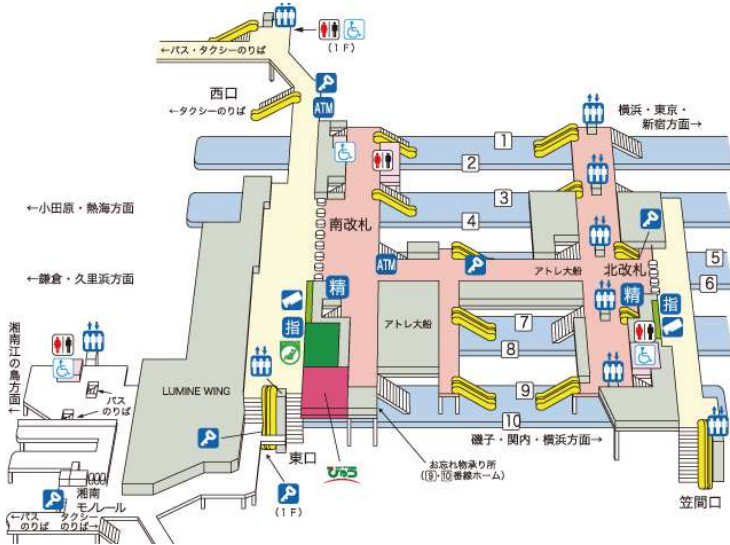 (1F)
←バス・タクシーのりば
西口
←タクシーのりば
ATM
横浜・東京・
新宿方面→
1
2
3
4
←小田原・熱海方面
南改札
←鎌倉・久里浜方面
ATM
アトレ大船
北改札
5
6
精
精
指
指
アトレ大船
7
8
湘南江の島方面→
バス
のりば
LUMINE WING
9
10
磯子・関内・横浜方面→
東口
びゅう
お忘れ物承り所
(⑨・⑩番線ホーム)
笠間口
湘南
モノレール
(1F)
←バス
のりば
タクシー
のりば→